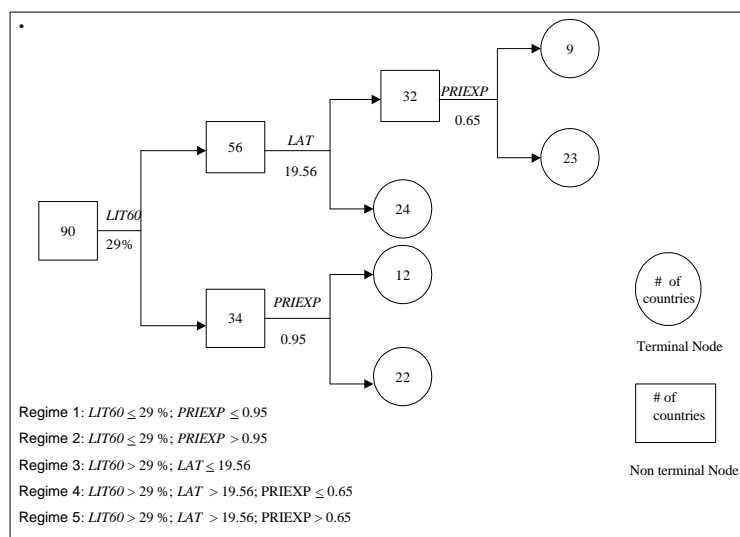 .
9
32
PRIEXP
0.65
56
LAT
19.56
23
90
LIT60
29%
24
12
34
PRIEXP
0.95
22
# of
countries
Terminal Node
# of
countries
Non terminal Node
Regime 1: LIT60 ≤ 29 %; PRIEXP ≤ 0.95
Regime 2: LIT60 ≤ 29 %; PRIEXP > 0.95
Regime 3: LIT60 > 29 %; LAT ≤ 19.56
Regime 4: LIT60 > 29 %; LAT > 19.56; PRIEXP ≤ 0.65
Regime 5: LIT60 > 29 %; LAT > 19.56; PRIEXP > 0.65